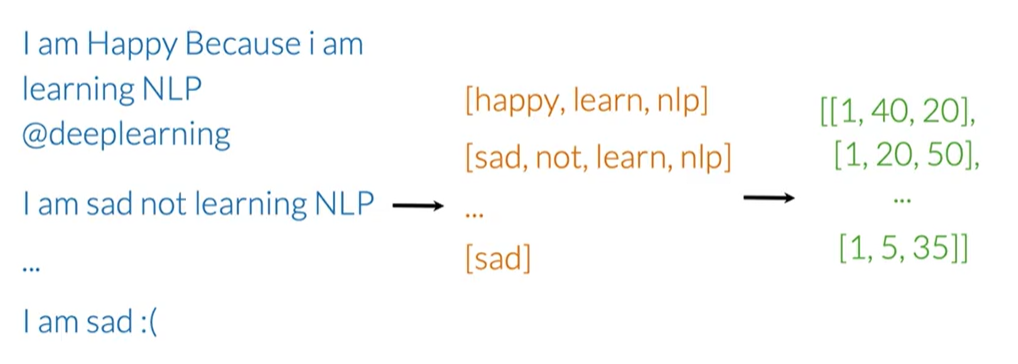 I am Happy Because i am
learning NLP
@deeplearning
I am sad not learning NLP
...
I am sad :(
[happy, learn, nlp]
[sad, not, learn, nlp]
...
[sad]
[[1, 40, 20],
[1, 20, 50],
...
[1, 5, 35]]